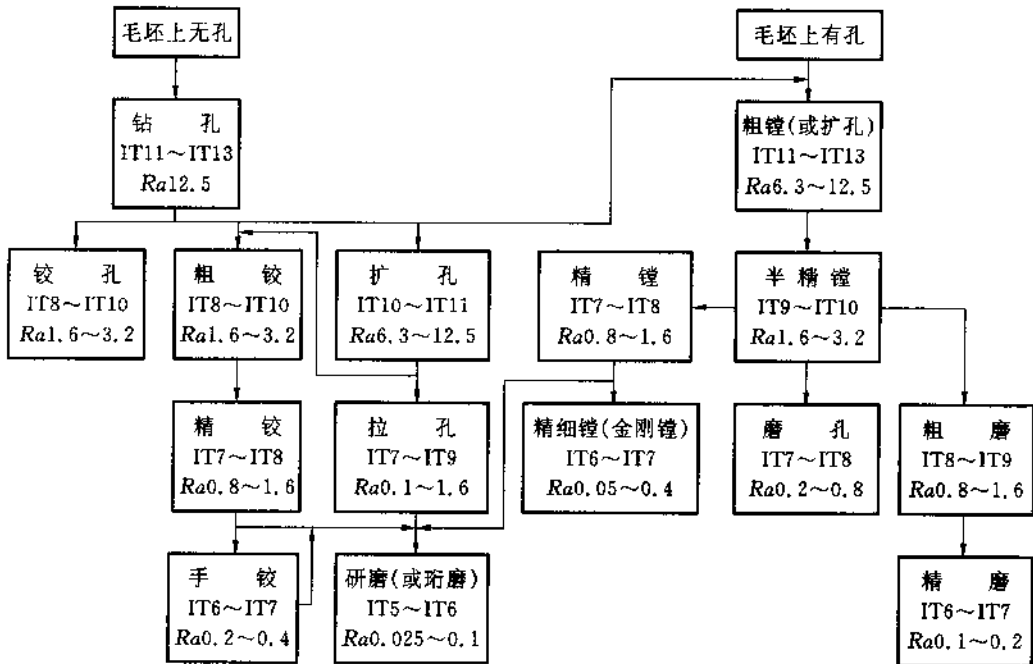 毛坯上无孔
毛坯上有孔
钻 孔
IT11～IT13
Ra12.5
粗镗(或扩孔)
IT11～IT13
Ra6.3～12.5
铰 孔
IT8～IT10
Ra1.6～3.2
粗 铰
IT8～IT10
Ra1.6～3.2
扩 孔
IT10～IT11
Ra6.3～12.5
精 镗
IT7～IT8
Ra0.8～1.6
半精镗
IT9～IT10
Ra1.6～3.2
精 铰
IT7～IT8
Ra0.8～1.6
拉 孔
IT7～IT9
Ra0.1～1.6
精细镗(金刚镗)
IT6～IT7
Ra0.05～0.4
磨 孔
IT7～IT8
Ra0.2～0.8
粗 磨
IT8～IT9
Ra0.8～1.6
手 铰
IT6～IT7
Ra0.2～0.4
研磨(或珩磨)
IT5～IT6
Ra0.025～0.1
精 磨
IT6～IT7
Ra0.1～0.2